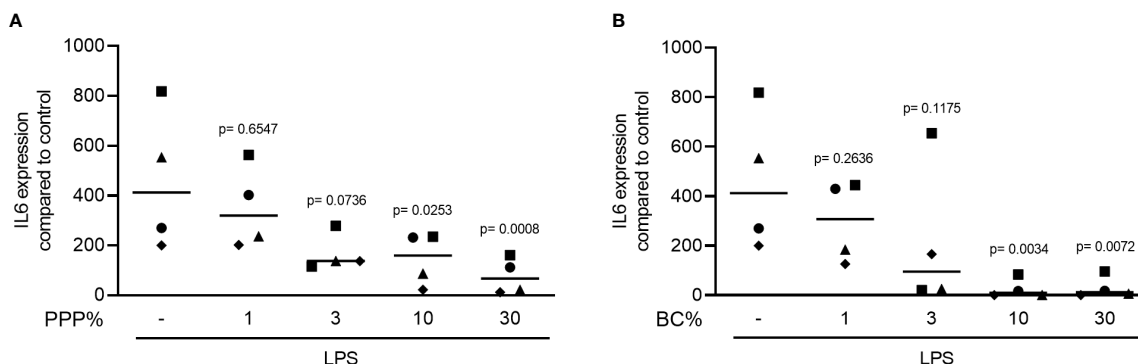 A
IL6 expression
compared to control
1000
800
600
400
200
0
p= 0.6547
p= 0.0736
p= 0.0253
p= 0.0008
PPP% - 1 3 10 30
LPS
B
IL6 expression
compared to control
1000
800
600
400
200
0
p= 0.2636
p= 0.1175
p= 0.0034
p= 0.0072
BC% - 1 3 10 30
LPS